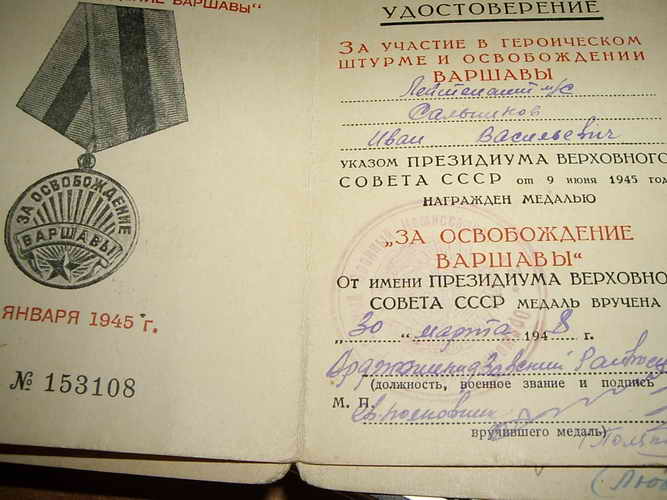 ВАРШАВЫ"
ЗА ОСВОБОЖДЕНИЕ
ВАРШАВЫ
ЯНВАРЯ 1945 г.
№ 153108
УДОСТОВЕРЕНИЕ
ЗА УЧАСТИЕ В ГЕРОИЧЕСКОМ
ШТУРМЕ И ОСВОБОЖДЕНИИ
ВАРШАВЫ
Лейтенант м/с
Сальников
Иван Васильевич
УКАЗОМ ПРЕЗИДИУМА ВЕРХОВНОГО
СОВЕТА СССР от 9 июня 1945 года
НАГРАЖДЕН МЕДАЛЬЮ
„ЗА ОСВОБОЖДЕНИЕ
ВАРШАВЫ“
От имени ПРЕЗИДИУМА ВЕРХОВНО
СОВЕТА СССР МЕДАЛЬ ВРУЧЕНА
„30“ марта 1948 г.
(должность, военное звание и подпись
М. П.
вручившего медаль)